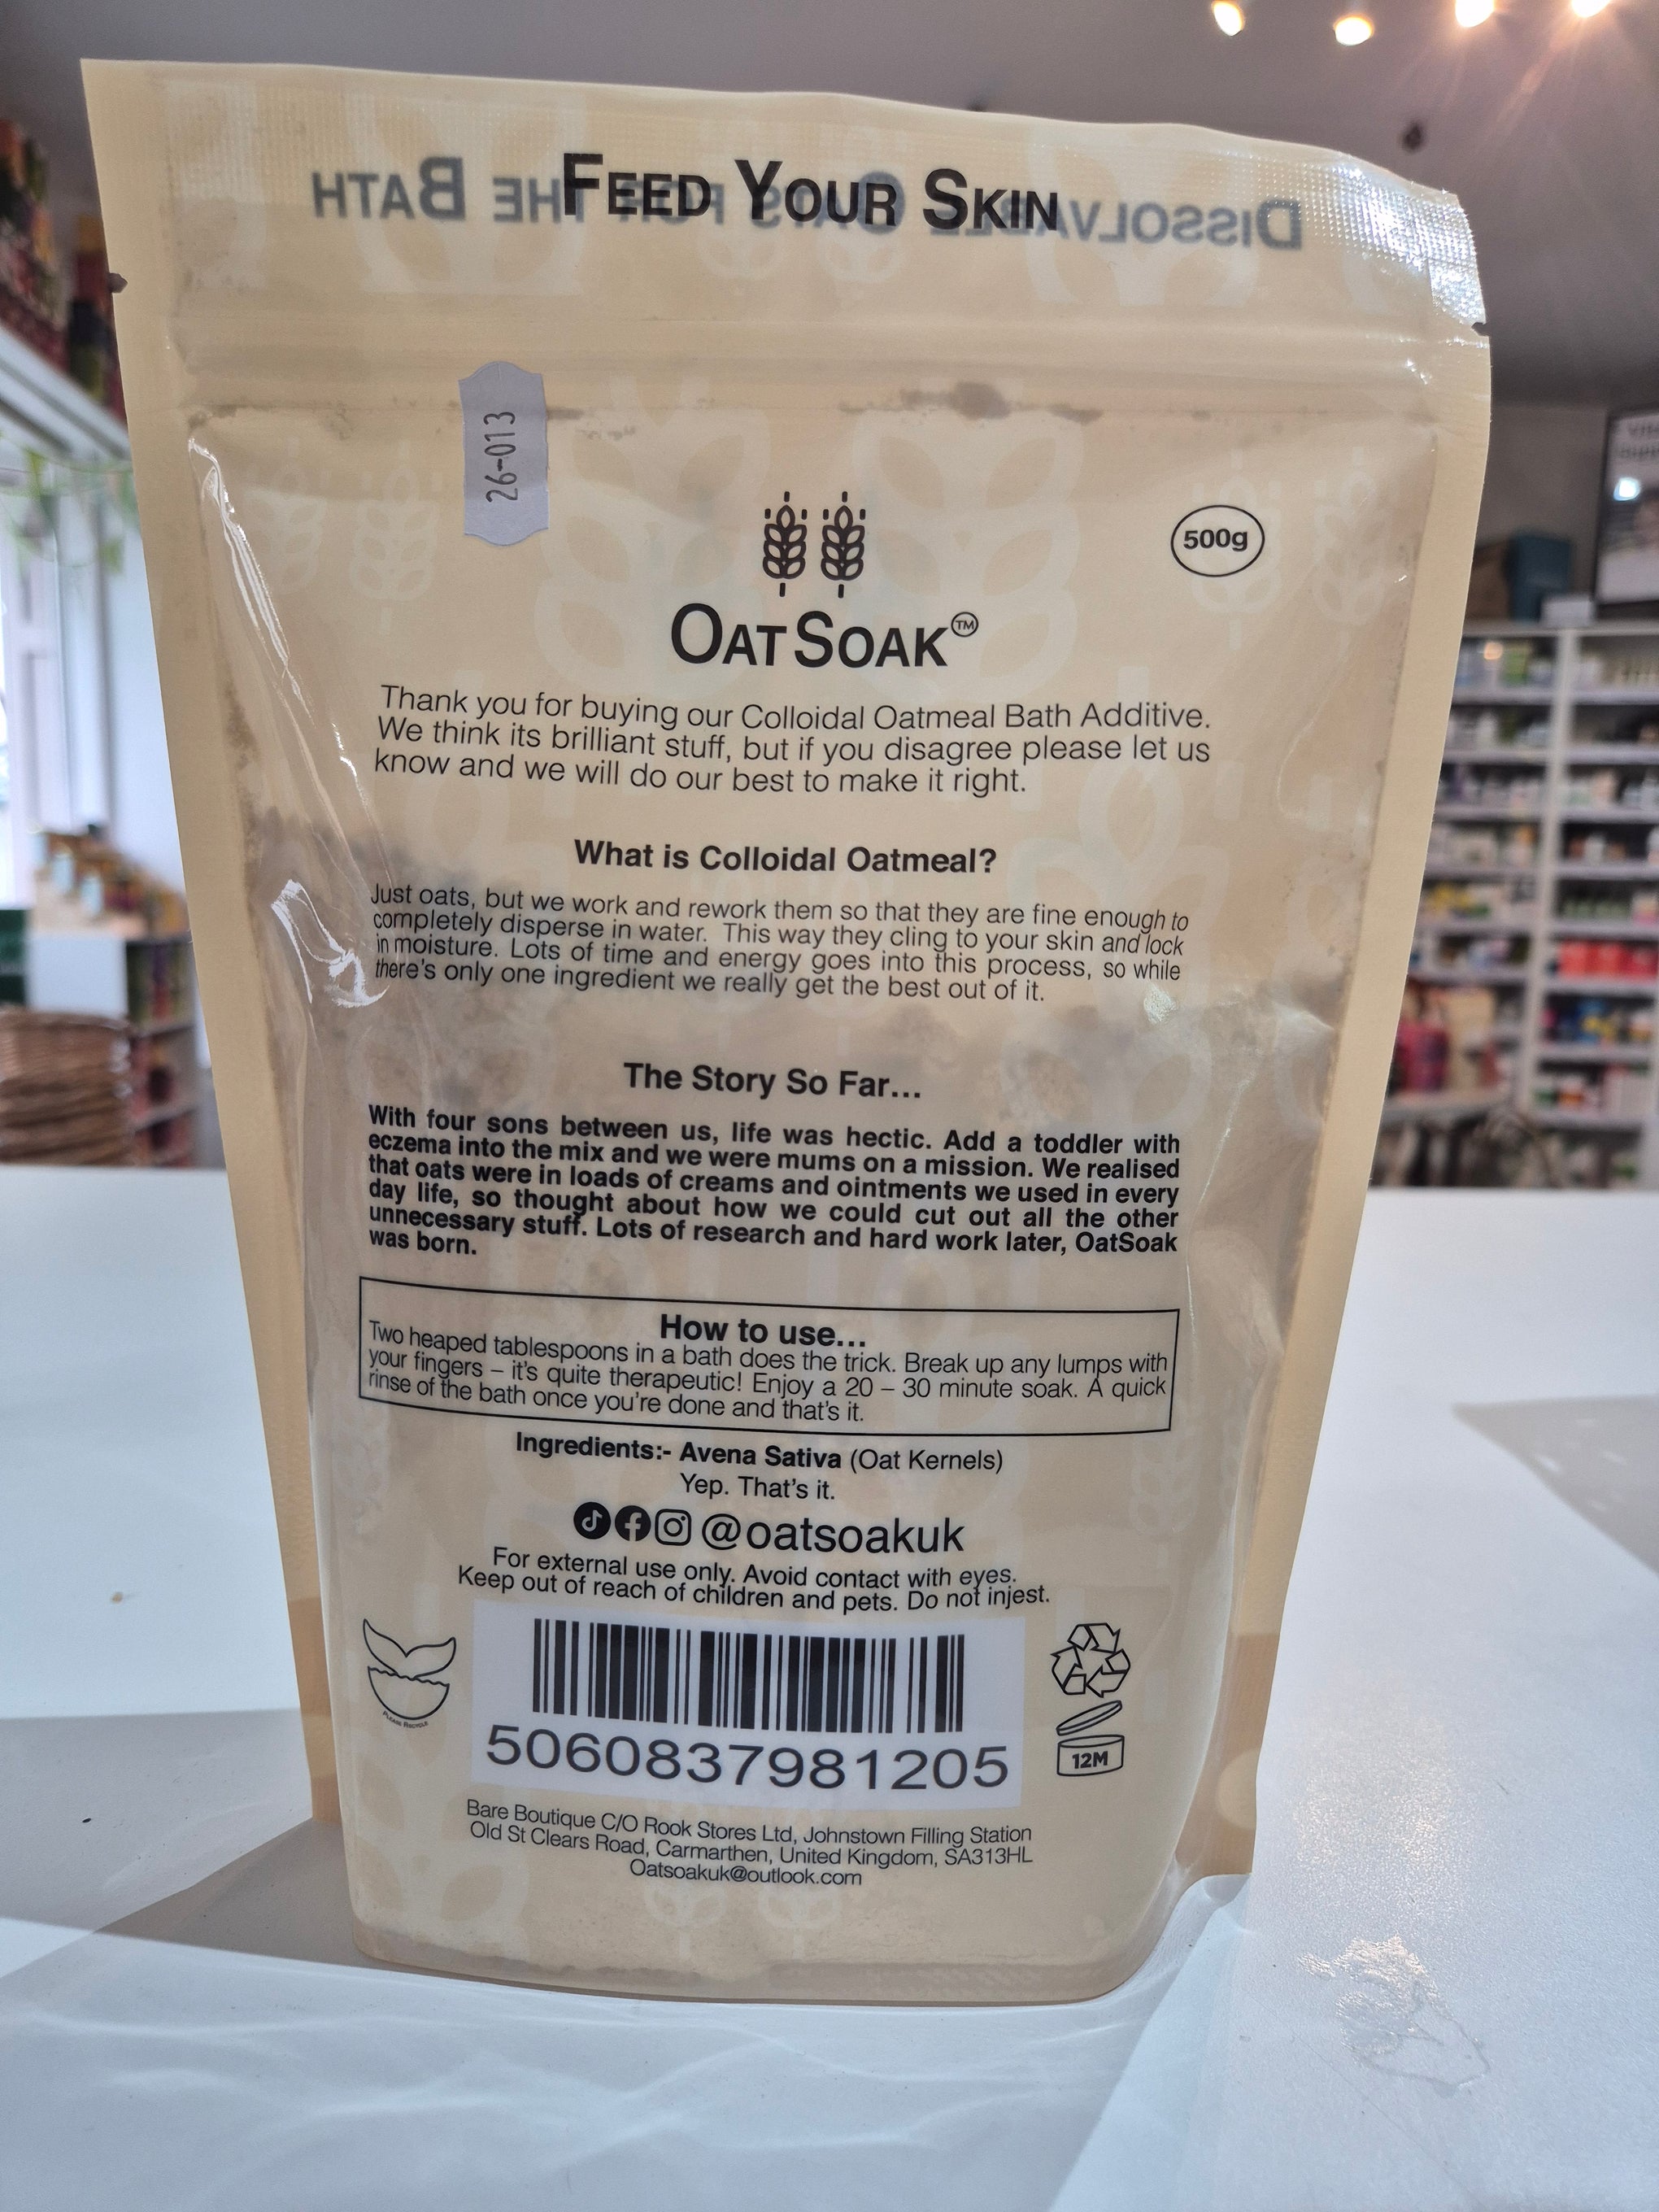 FEED YOUR SKIN
DISSOLVABLE OATS FOR THE BATH
26-013
500g
OATSOAK™
Thank you for buying our Colloidal Oatmeal Bath Additive.
We think its brilliant stuff, but if you disagree please let us
know and we will do our best to make it right.
What is Colloidal Oatmeal?
Just oats, but we work and rework them so that they are fine enough to
completely disperse in water. This way they cling to your skin and lock
in moisture. Lots of time and energy goes into this process, so while
there's only one ingredient we really get the best out of it.
The Story So Far...
With four sons between us, life was hectic. Add a toddler with
eczema into the mix and we were mums on a mission. We realised
that oats were in loads of creams and ointments we used in every
day life, so thought about how we could cut out all the other
unnecessary stuff. Lots of research and hard work later, OatSoak
was born.
How to use...
Two heaped tablespoons in a bath does the trick. Break up any lumps with
your fingers – it's quite therapeutic! Enjoy a 20 – 30 minute soak. A quick
rinse of the bath once you're done and that's it.
Ingredients:- Avena Sativa (Oat Kernels)
Yep. That's it.
@oatsoakuk
For external use only. Avoid contact with eyes.
Keep out of reach of children and pets. Do not injest.
PLEASE RECYCLE
5060837981205
12M
Bare Boutique C/O Rook Stores Ltd, Johnstown Filling Station
Old St Clears Road, Carmarthen, United Kingdom, SA313HL
Oatsoakuk@outlook.com